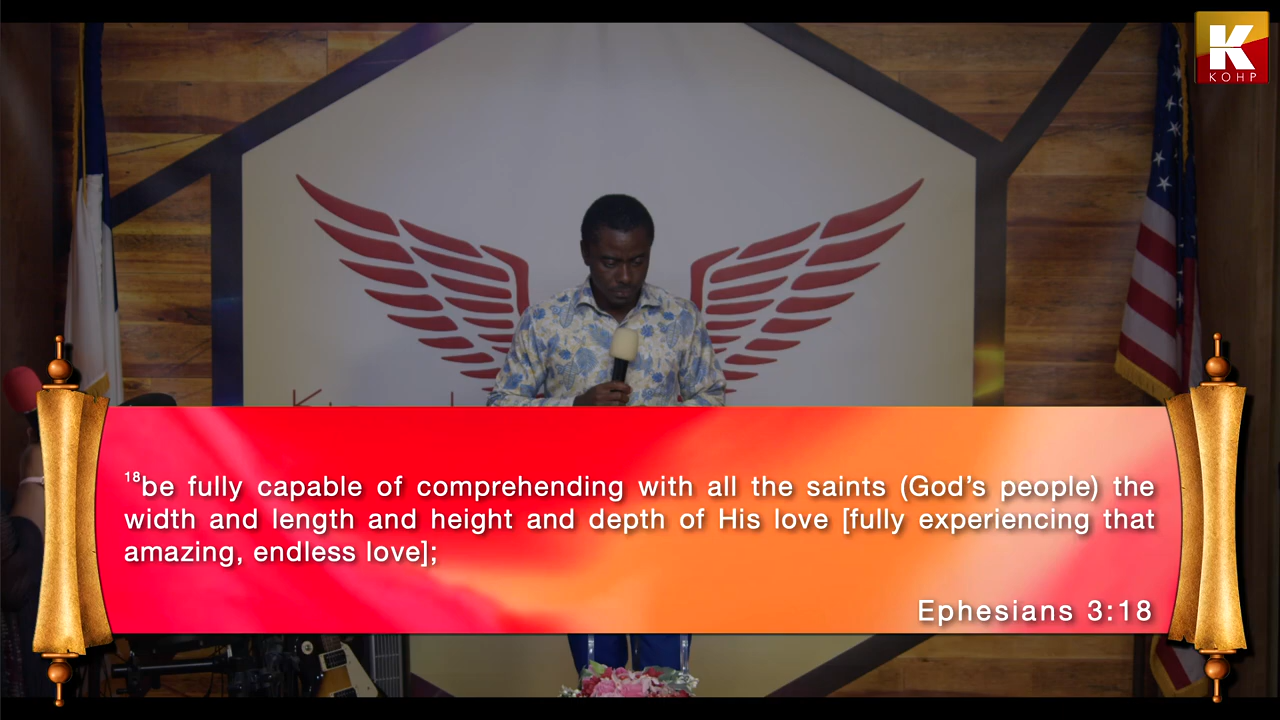 K
KOHP
18be fully capable of comprehending with all the saints (God's people) the
width and length and height and depth of His love [fully experiencing that
amazing, endless love];
Ephesians 3:18